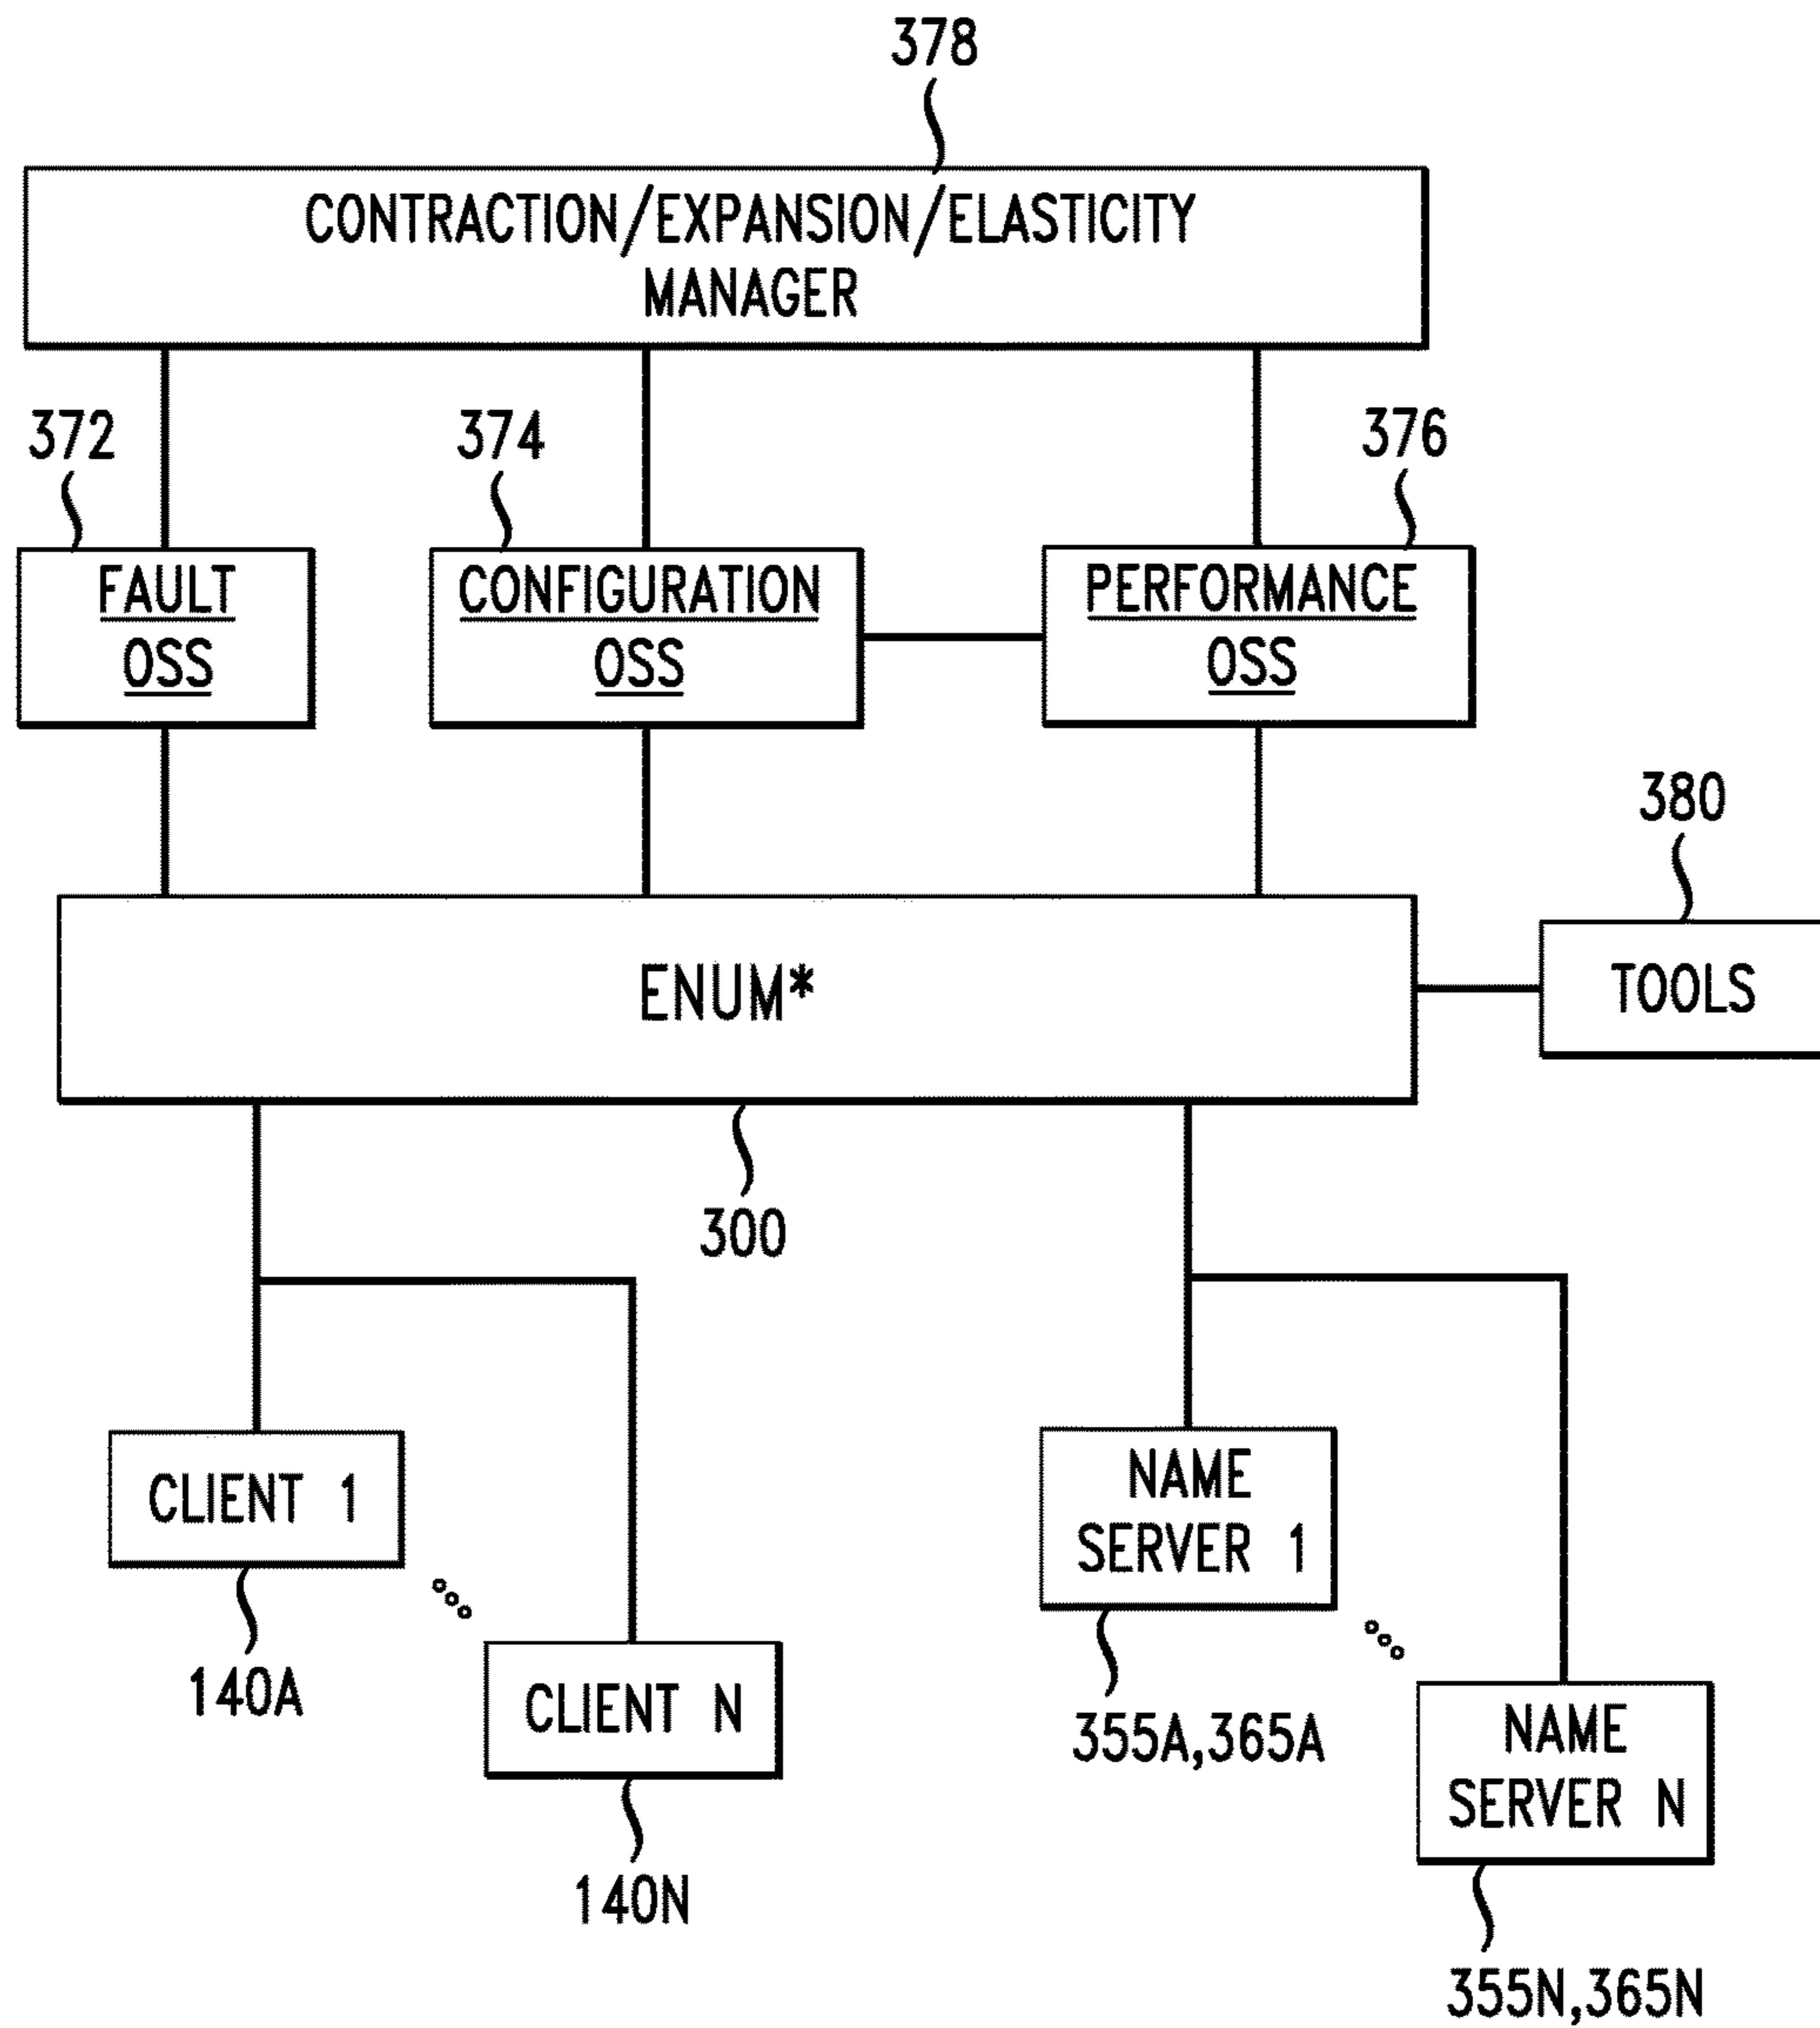 378
CONTRACTION/EXPANSION/ELASTICITY
MANAGER
372
374
376
FAULT
OSS
CONFIGURATION
OSS
PERFORMANCE
OSS
380
ENUM*
TOOLS
300
CLIENT 1
NAME
SERVER 1
140A
CLIENT N
355A,365A
NAME
SERVER N
140N
355N,365N